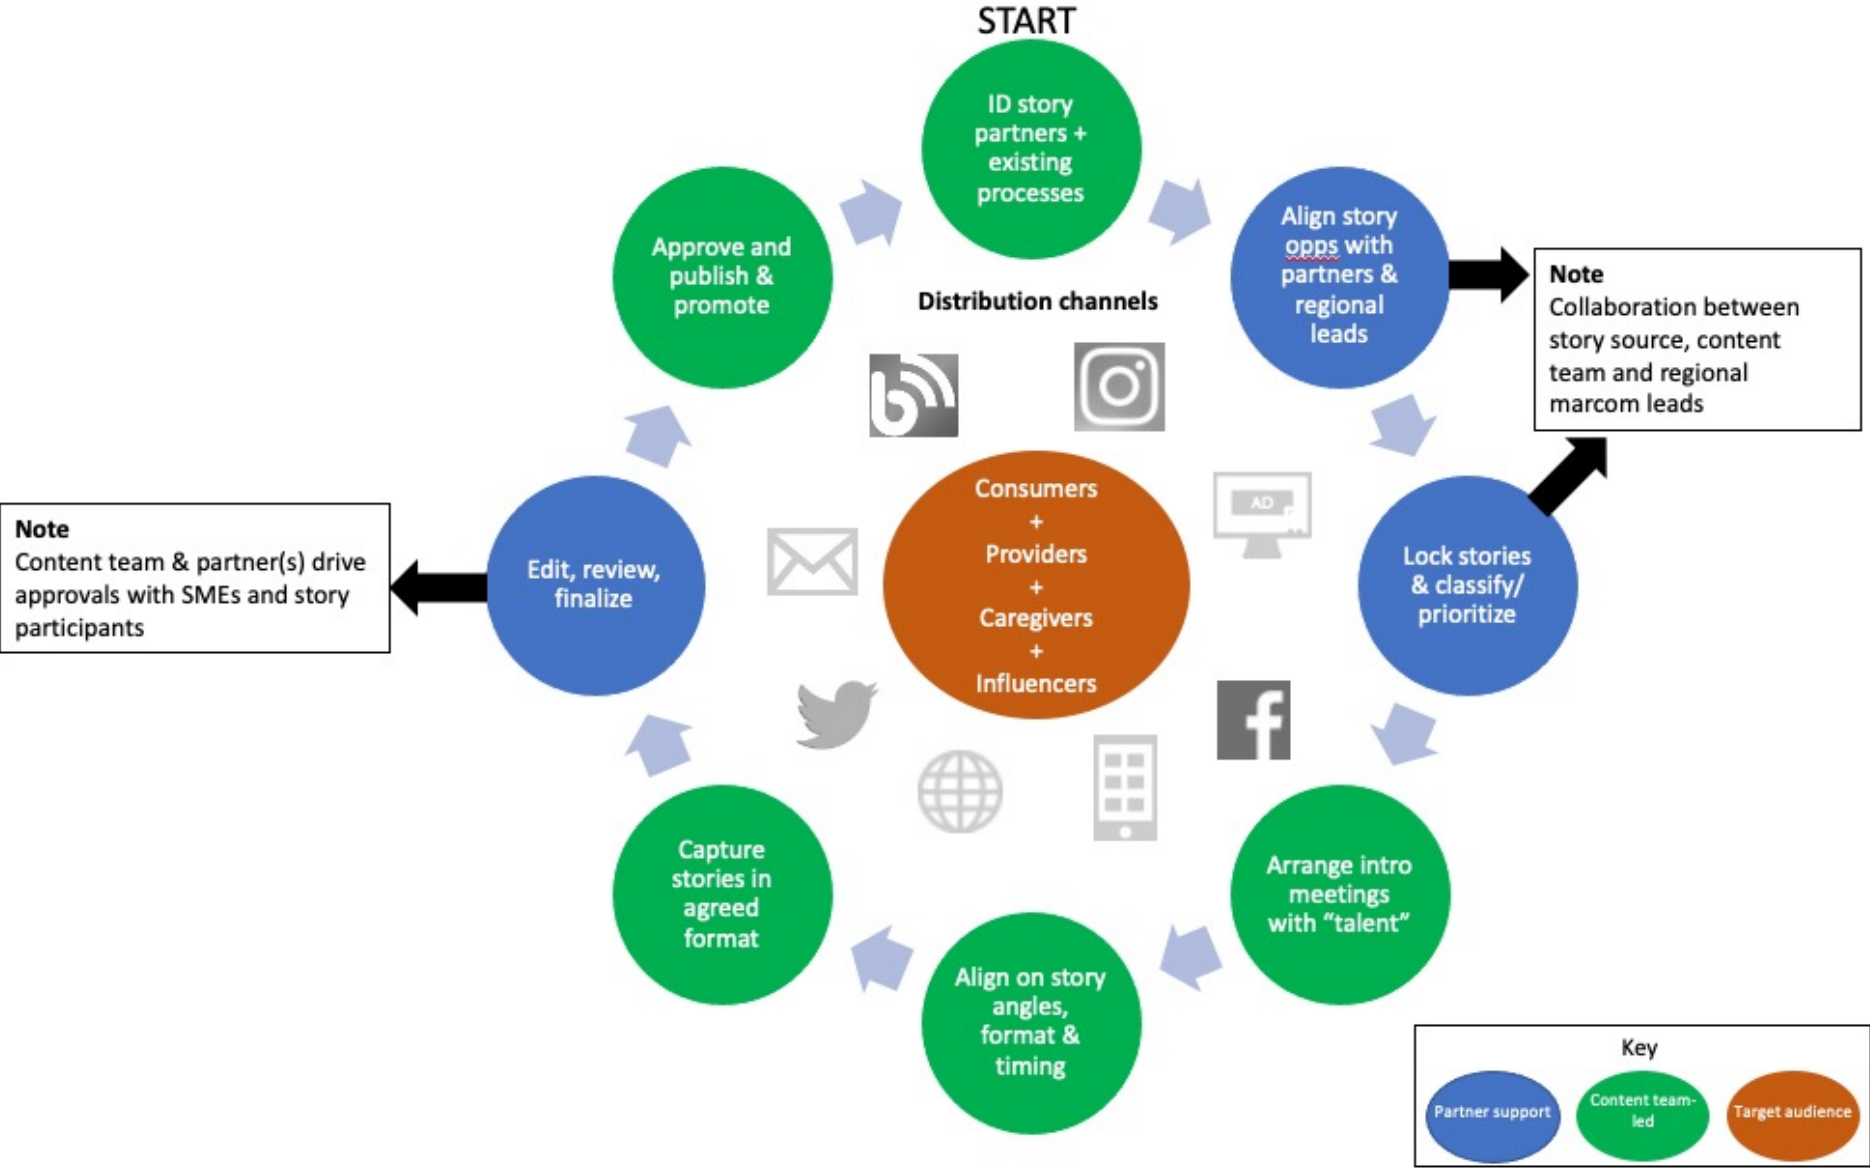 START
ID story
partners +
existing
processes
Align story
opps with
partners &
regional
leads
Note
Collaboration between
story source, content
team and regional
marcom leads
Lock stories
& classify/
prioritize
Arrange intro
meetings
with “talent”
Align on story
angles,
format &
timing
Capture
stories in
agreed
format
Edit, review,
finalize
Note
Content team & partner(s) drive
approvals with SMEs and story
participants
Approve and
publish &
promote
Distribution channels
AD
Consumers
+
Providers
+
Caregivers
+
Influencers
Key
Partner support
Content team-
led
Target audience